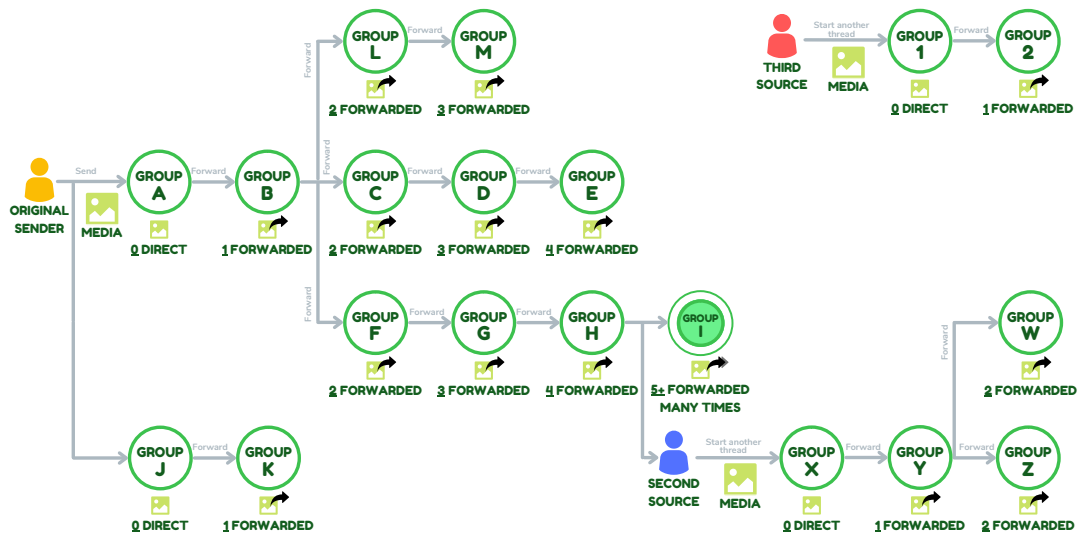 GROUP
L
Forward
GROUP
M
2 FORWARDED
3 FORWARDED
Forward
THIRD
SOURCE
Start another
thread
MEDIA
GROUP
1
Forward
GROUP
2
0 DIRECT
1 FORWARDED
ORIGINAL
SENDER
Send
MEDIA
GROUP
A
Forward
GROUP
B
Forward
GROUP
C
Forward
GROUP
D
Forward
GROUP
E
0 DIRECT
1 FORWARDED
2 FORWARDED
3 FORWARDED
4 FORWARDED
Forward
GROUP
F
Forward
GROUP
G
Forward
GROUP
H
GROUP
I
2 FORWARDED
3 FORWARDED
4 FORWARDED
5+ FORWARDED
MANY TIMES
GROUP
J
Forward
GROUP
K
0 DIRECT
1 FORWARDED
SECOND
SOURCE
Start another
thread
MEDIA
GROUP
X
Forward
GROUP
Y
Forward
GROUP
W
2 FORWARDED
Forward
GROUP
Z
0 DIRECT
1 FORWARDED
2 FORWARDED